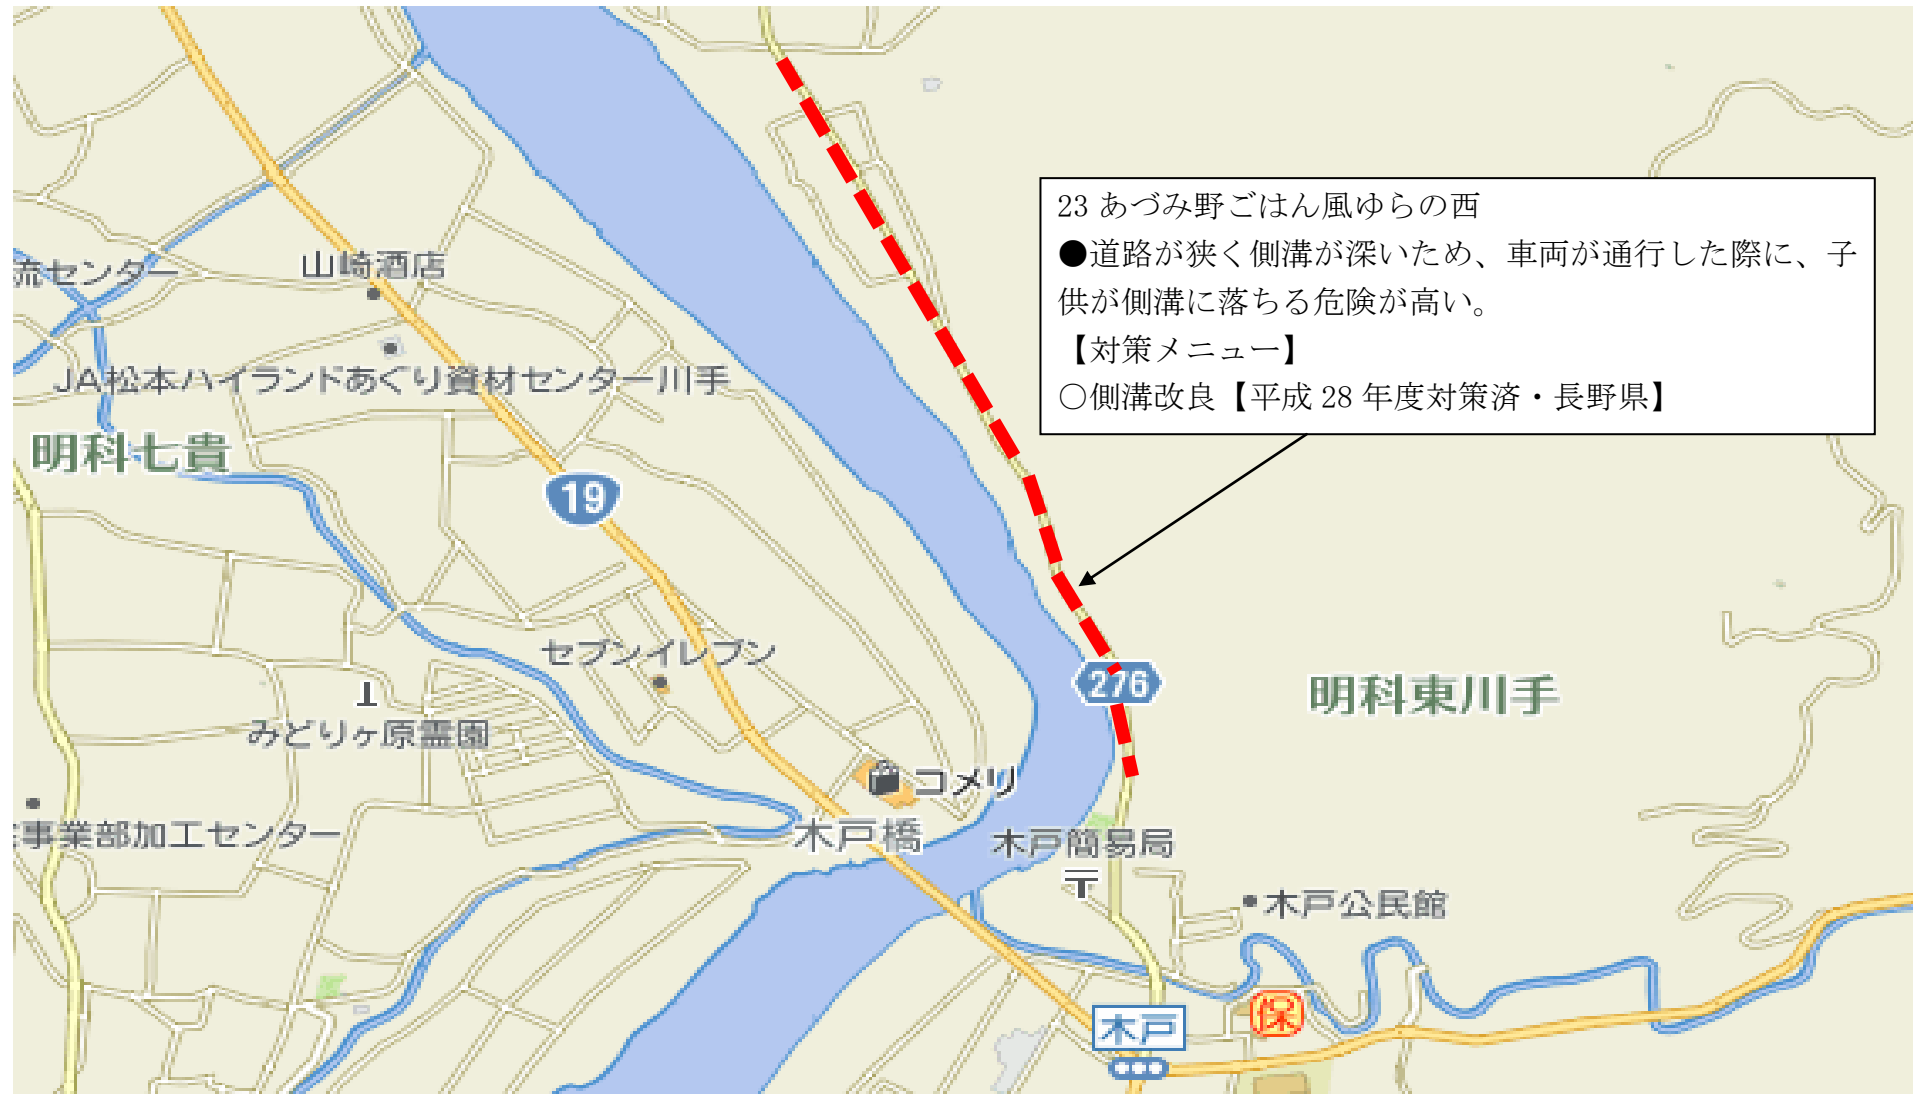 23 あづみ野ごはん風ゆらの西
●道路が狭く側溝が深いため、車両が通行した際に、子
供が側溝に落ちる危険が高い。
【対策メニュー】
○側溝改良【平成 28 年度対策済・長野県】
山崎酒店
流センター
JA松本ハイランドあぐり資材センター川手
明科七貴
19
セブンイレブン
276
明科東川手
みどりヶ原霊園
コメリ
事業部加工センター
木戸橋
木戸簡易局
木戸公民館
保
木戸